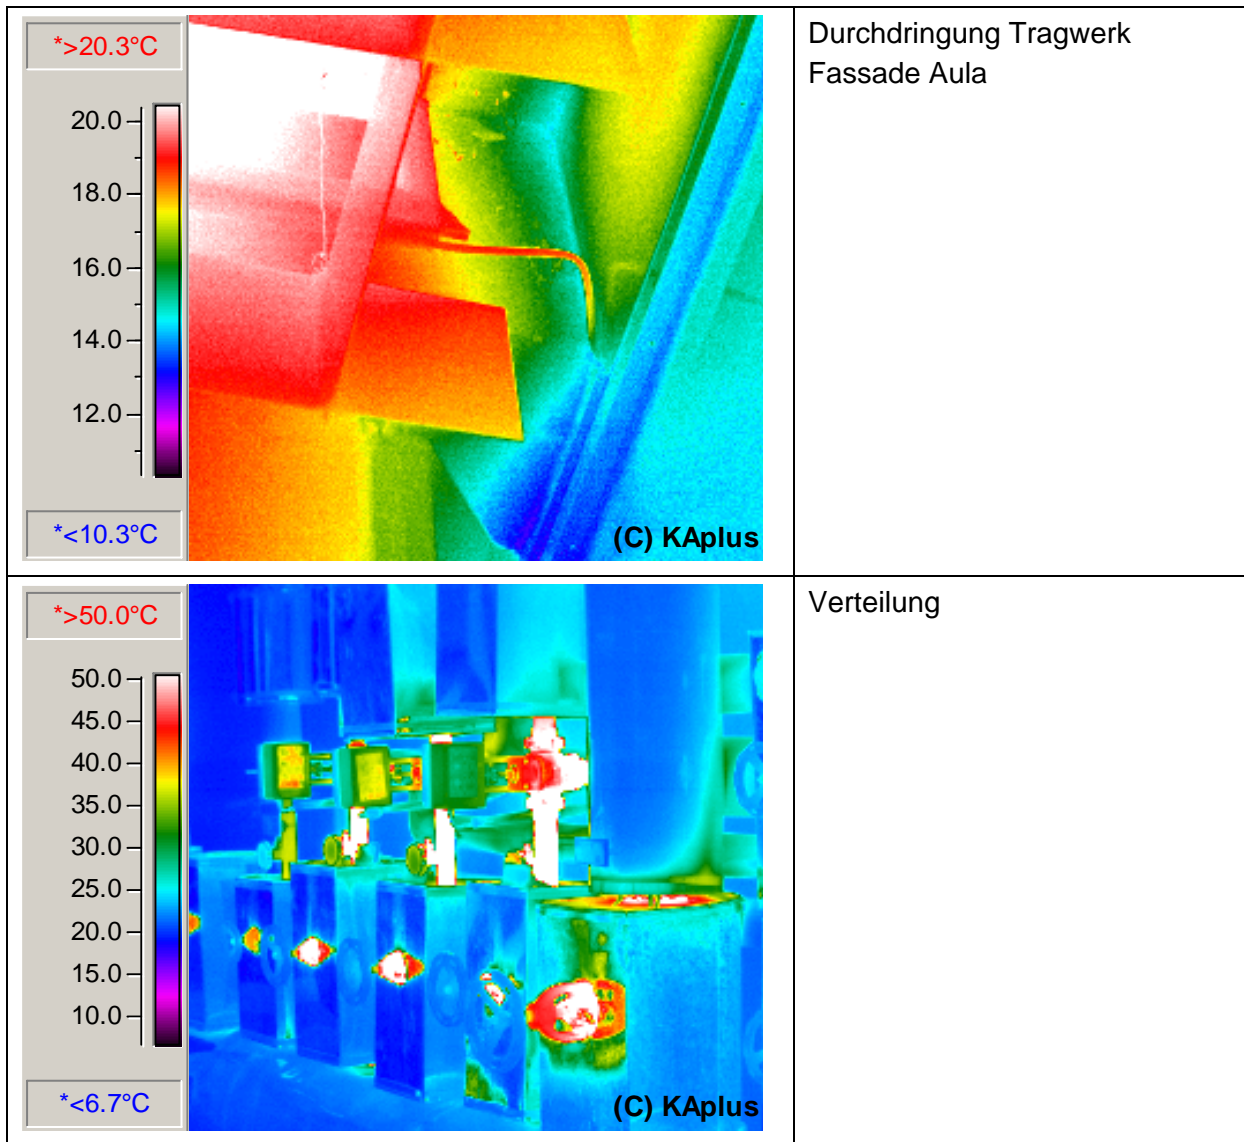 *>20.3°C
20.0
18.0
16.0
14.0
12.0
*<10.3°C
(C) KAplus
Durchdringung Tragwerk
Fassade Aula
*>50.0°C
50.0
45.0
40.0
35.0
30.0
25.0
20.0
15.0
10.0
*<6.7°C
(C) KAplus
Verteilung